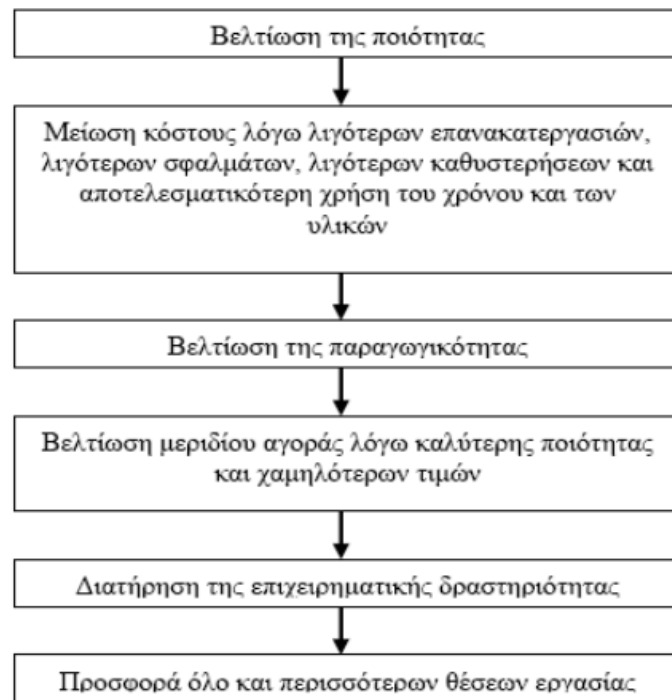 Βελτίωση της ποιότητας
Μείωση κόστους λόγω λιγότερων επανακατεργασιών,
λιγότερων σφαλμάτων, λιγότερων καθυστερήσεων και
αποτελεσματικότερη χρήση του χρόνου και των
υλικών
Βελτίωση της παραγωγικότητας
Βελτίωση μεριδίου αγοράς λόγω καλύτερης ποιότητας
και χαμηλότερων τιμών
Διατήρηση της επιχειρηματικής δραστηριότητας
Προσφορά όλο και περισσότερων θέσεων εργασίας